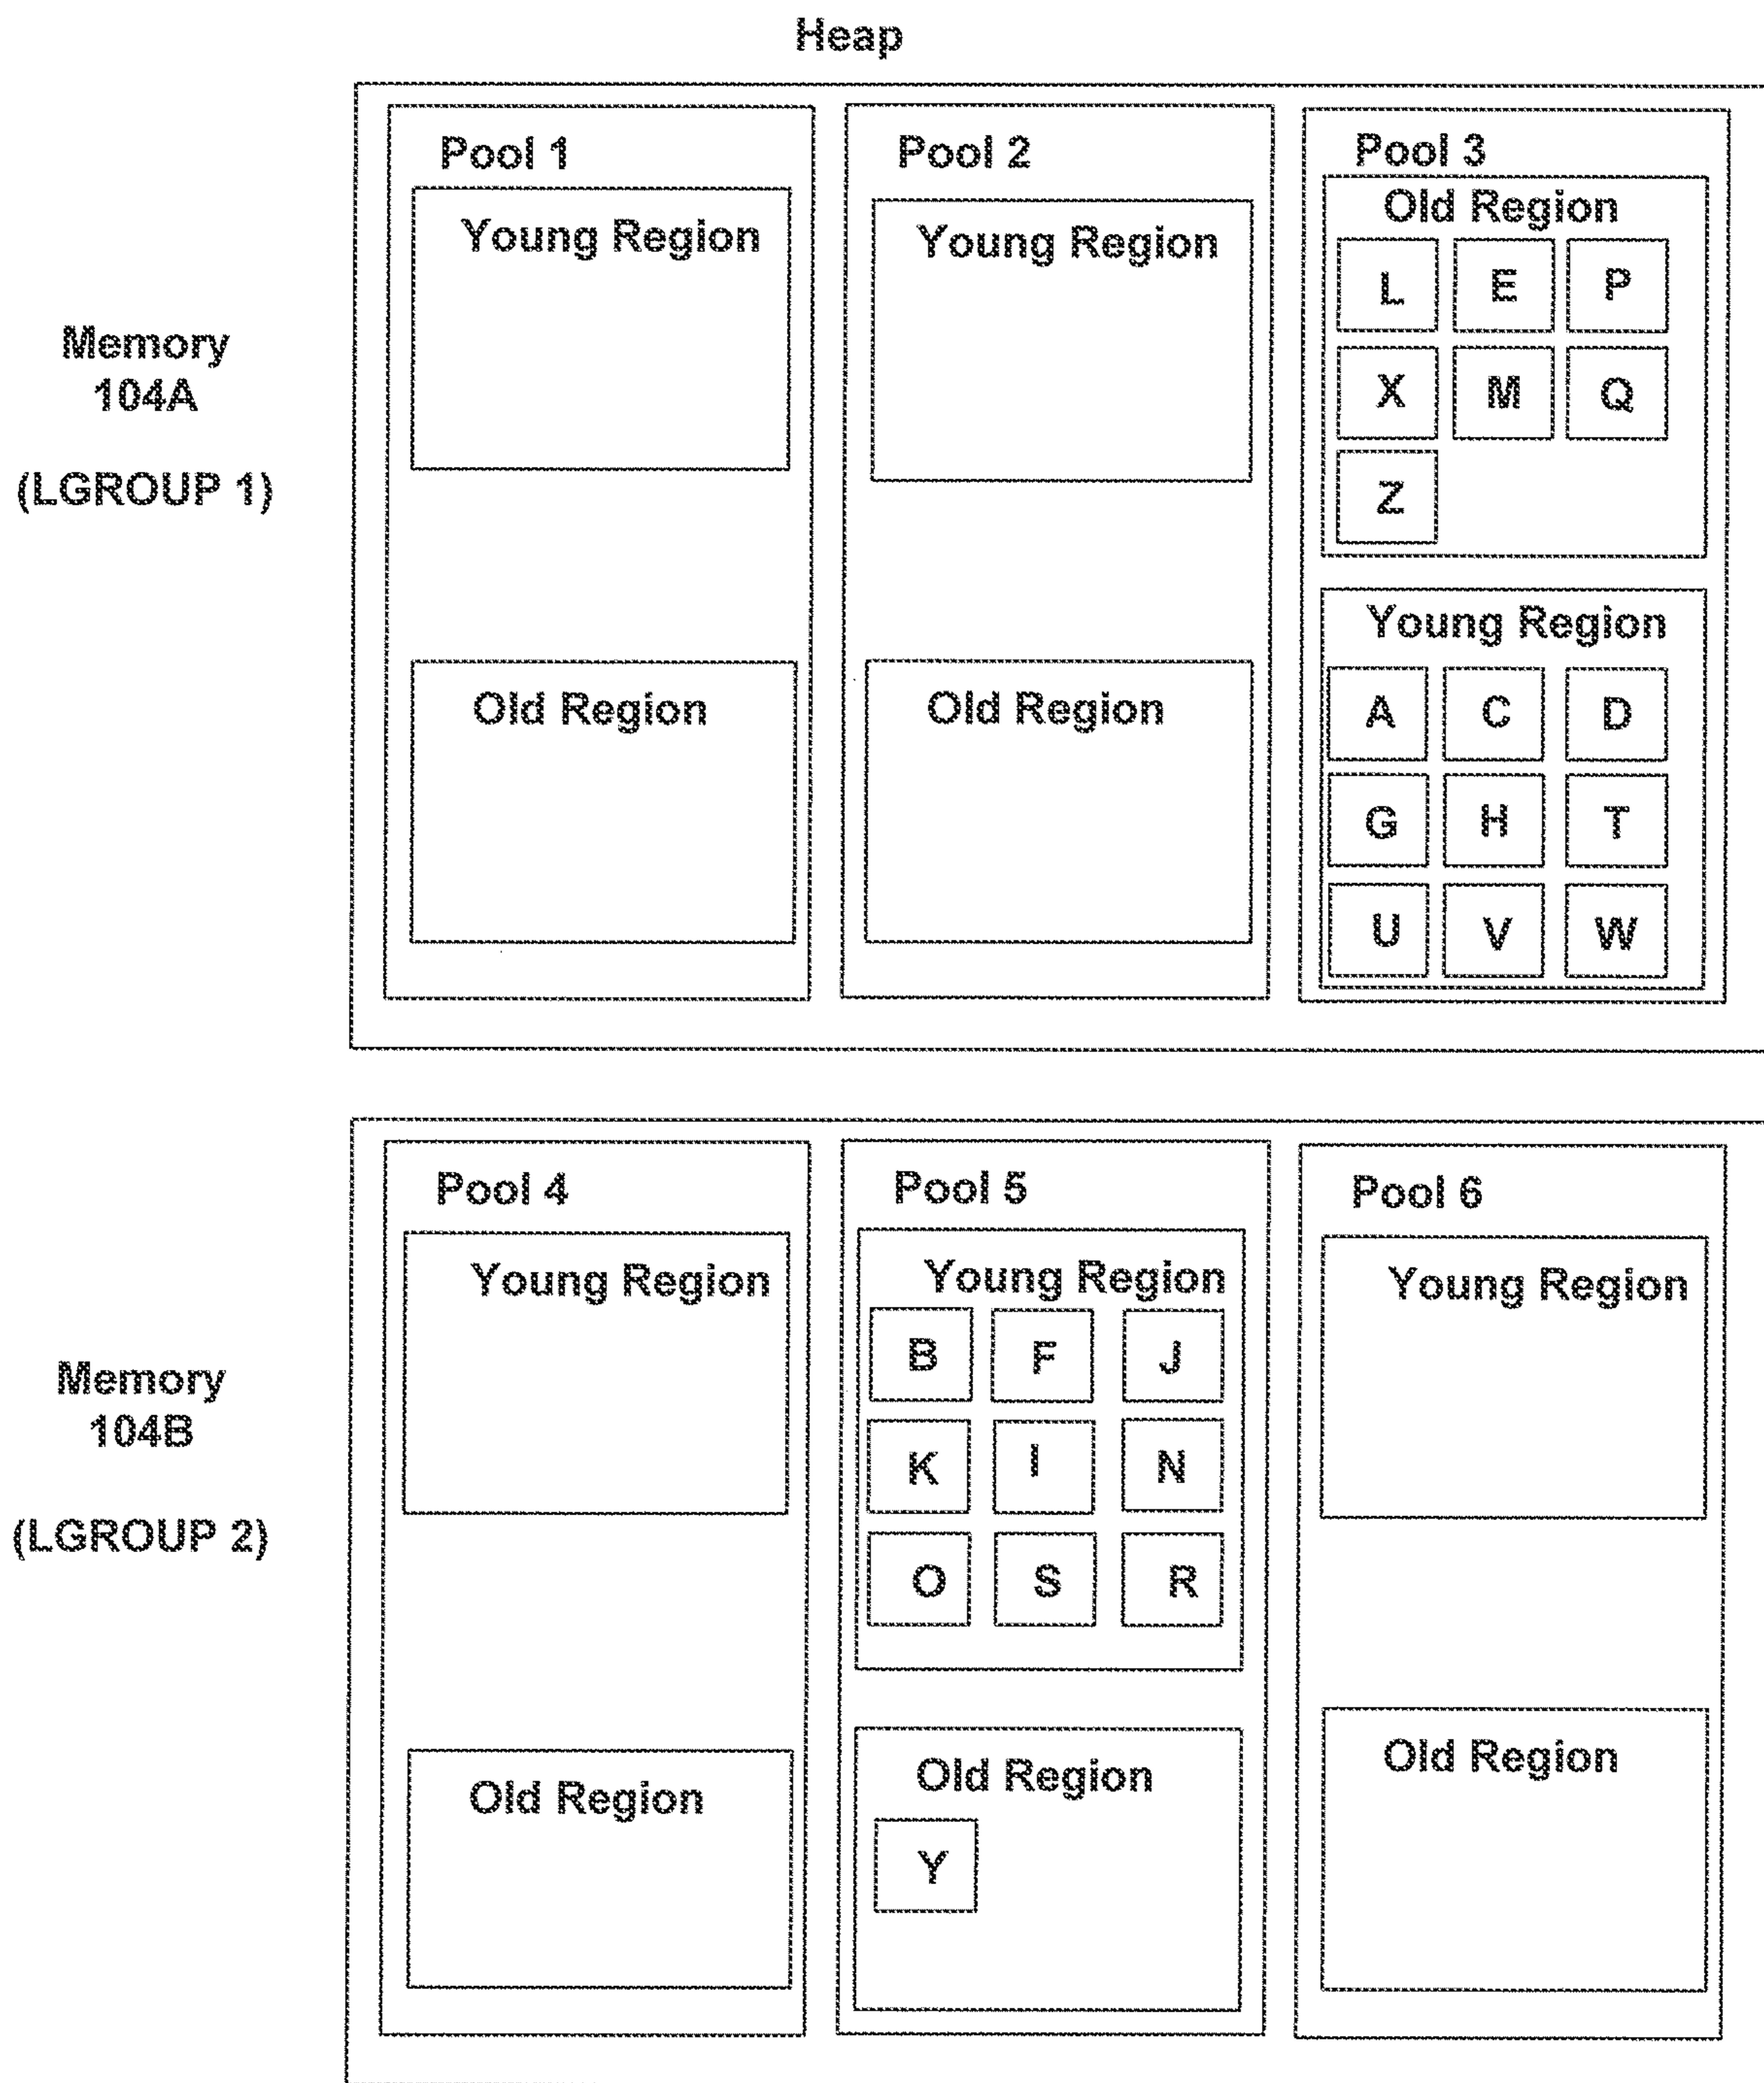 Heap
Memory
104A
(LGROUP 1)
Pool 1
Young Region
Old Region
Pool 2
Young Region
Old Region
Pool 3
Old Region
L E P
X M Q
Z
Young Region
A C D
G H T
U V W
Memory
104B
(LGROUP 2)
Pool 4
Young Region
Old Region
Pool 5
Young Region
B F J
K I N
O S R
Old Region
Y
Pool 6
Young Region
Old Region